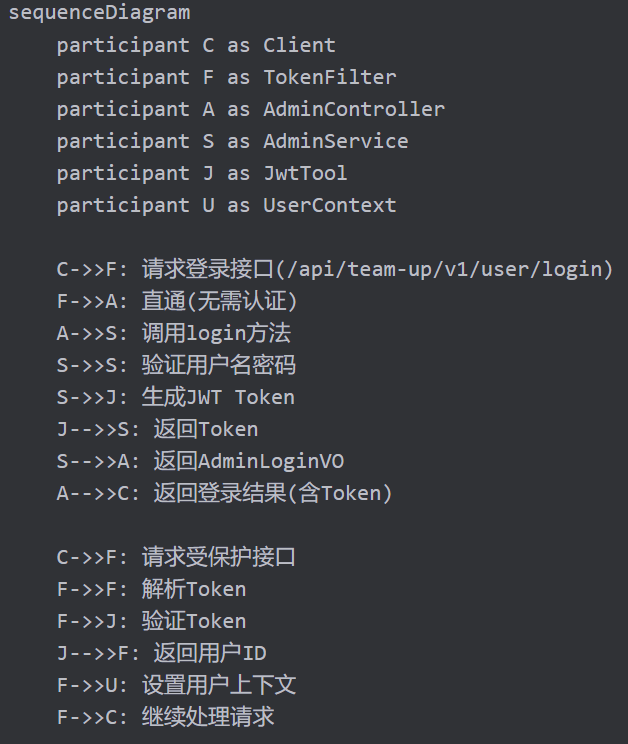 sequenceDiagram
    participant C as Client
    participant F as TokenFilter
    participant A as AdminController
    participant S as AdminService
    participant J as JwtTool
    participant U as UserContext

    C->>F: 请求登录接口(/api/team-up/v1/user/login)
    F->>A: 直通(无需认证)
    A->>S: 调用login方法
    S->>S: 验证用户名密码
    S->>J: 生成JWT Token
    J-->>S: 返回Token
    S-->>A: 返回AdminLoginVO
    A-->>C: 返回登录结果(含Token)

    C->>F: 请求受保护接口
    F->>F: 解析Token
    F->>J: 验证Token
    J-->>F: 返回用户ID
    F->>U: 设置用户上下文
    F->>C: 继续处理请求